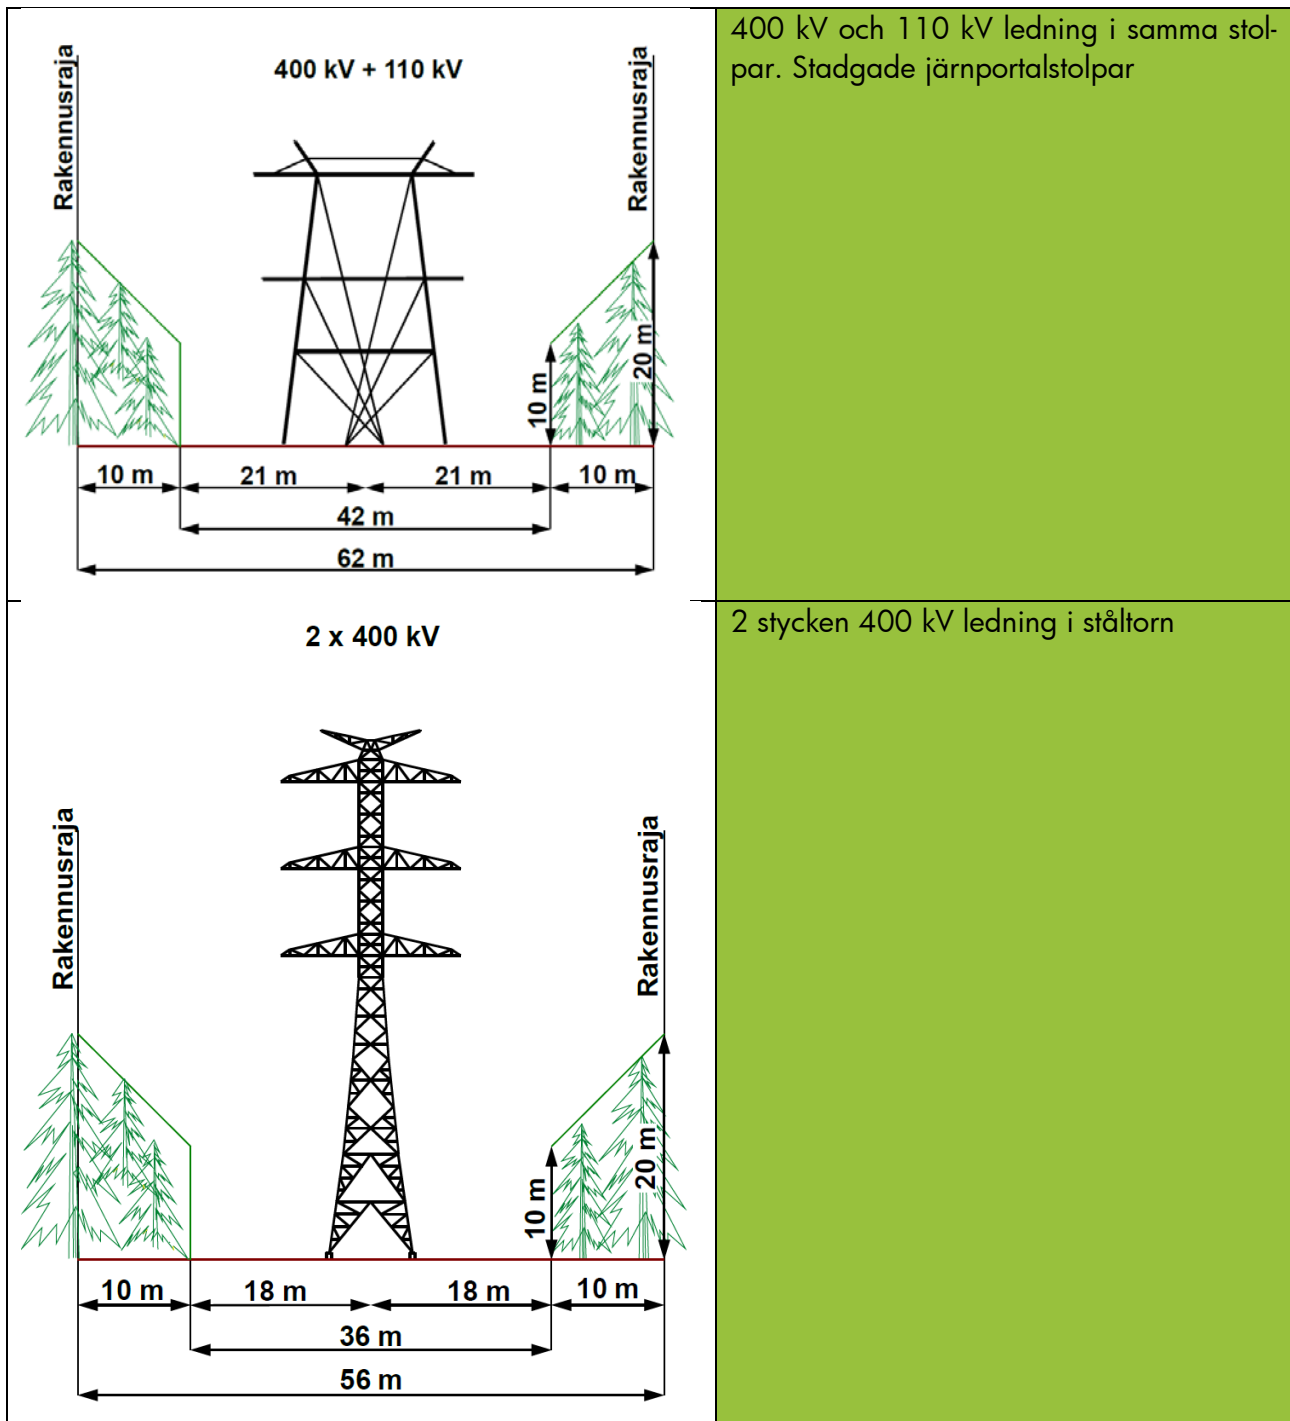 400 kV + 110 kV
Rakennusraja
Rakennusraja
10 m
20 m
10 m
21 m
21 m
10 m
42 m
62 m
400 kV och 110 kV ledning i samma stol-
par. Stadgade järnportalstolpar
2 x 400 kV
Rakennusraja
Rakennusraja
10 m
20 m
10 m
18 m
18 m
10 m
36 m
56 m
2 stycken 400 kV ledning i ståltorn